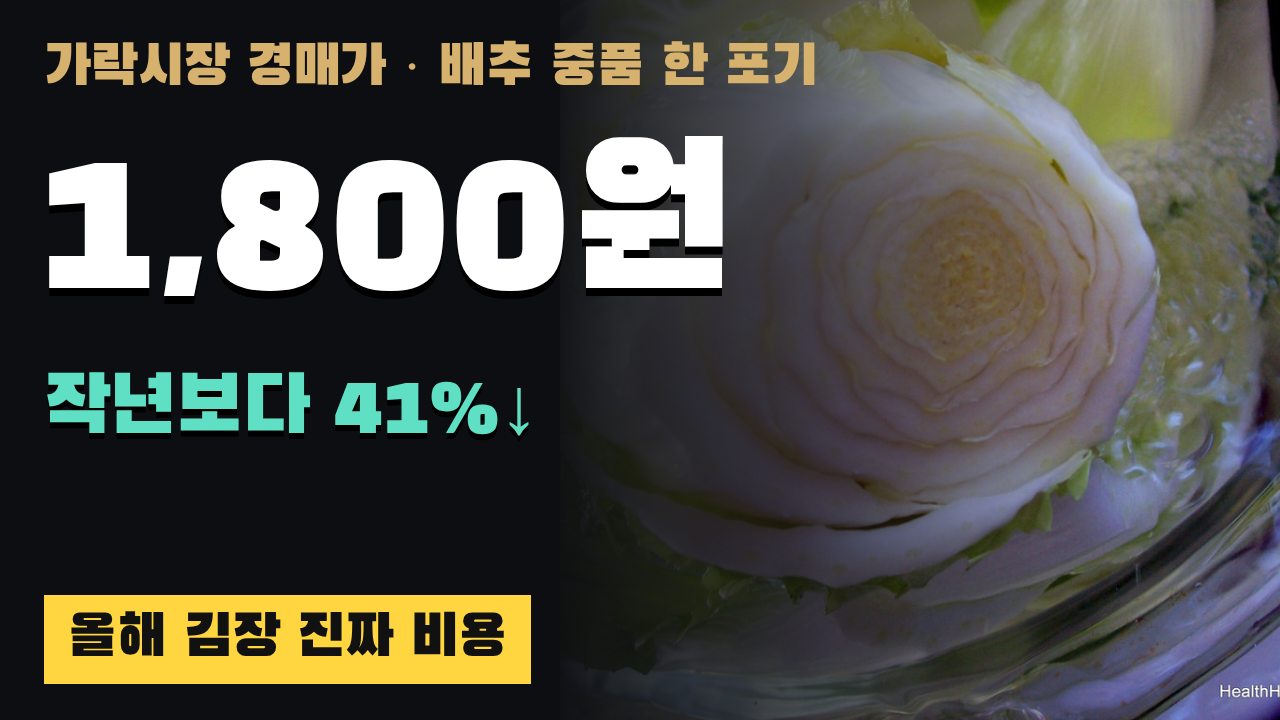 가락시장 경매가 · 배추 중품 한 포기
1,800원
작년보다 41%↓
올해 김장 진짜 비용
HealthH